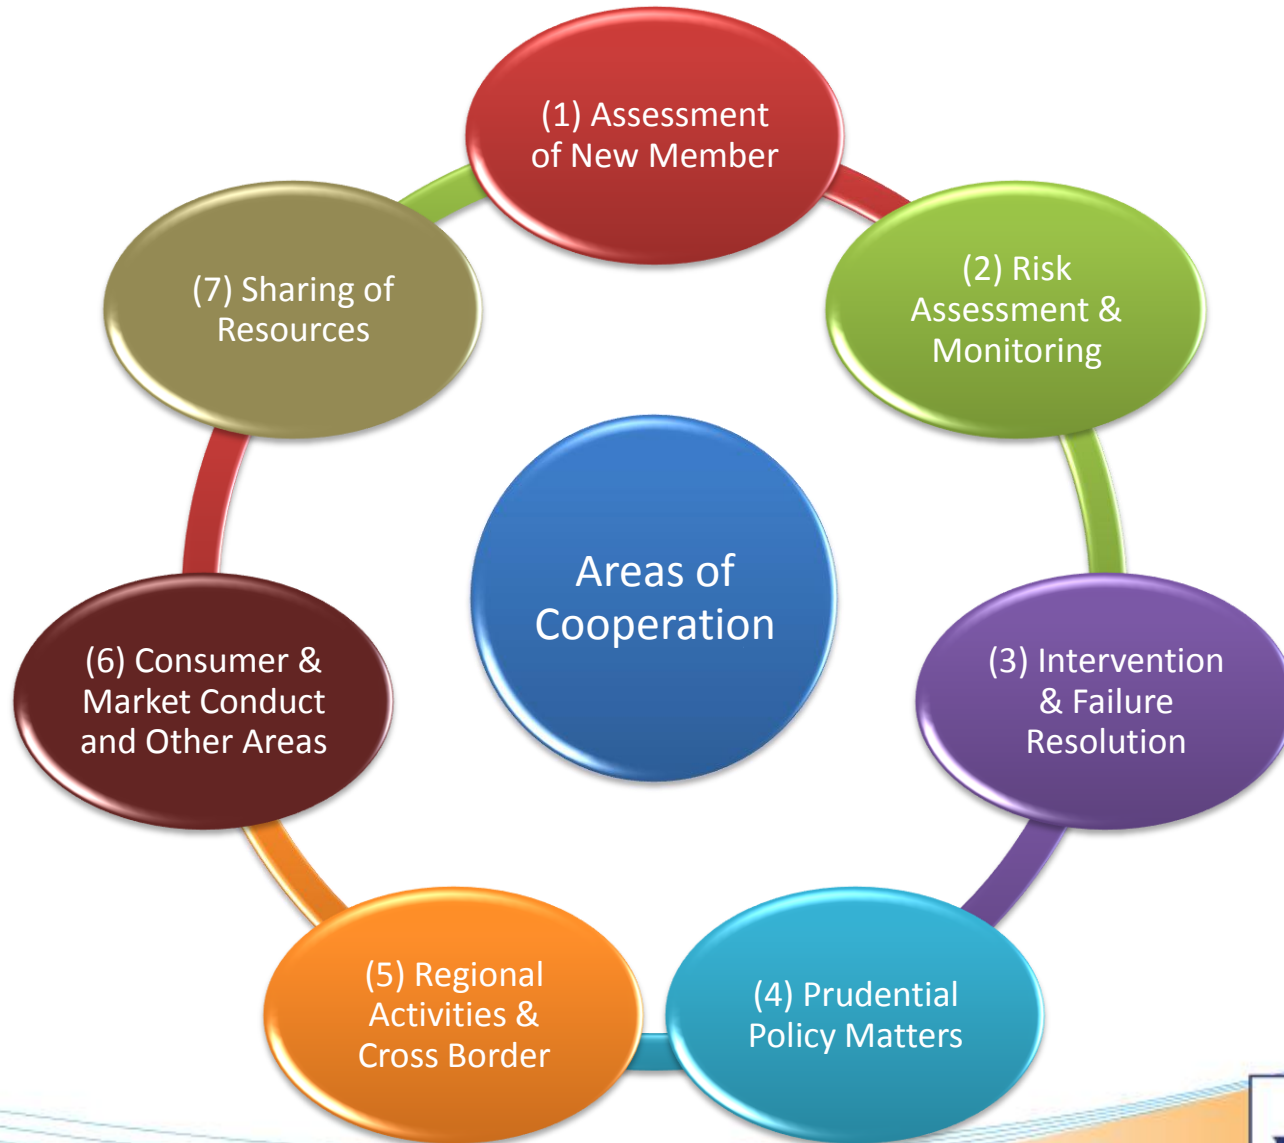 (1) Assessment
of New Member
(2) Risk
Assessment &
Monitoring
(3) Intervention
& Failure
Resolution
(4) Prudential
Policy Matters
(5) Regional
Activities &
Cross Border
(6) Consumer &
Market Conduct
and Other Areas
(7) Sharing of
Resources
Areas of
Cooperation